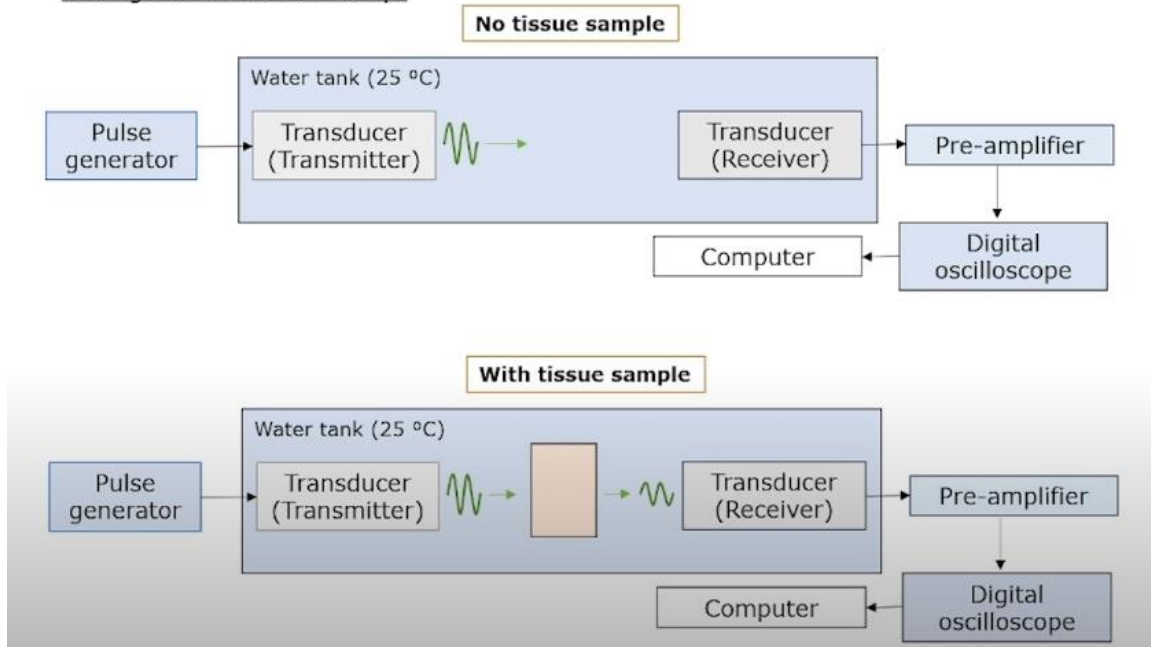 No tissue sample
Water tank (25 ºC)
Pulse
generator
Transducer
(Transmitter)
Transducer
(Receiver)
Pre-amplifier
Digital
oscilloscope
Computer
With tissue sample
Water tank (25 ºC)
Pulse
generator
Transducer
(Transmitter)
Transducer
(Receiver)
Pre-amplifier
Digital
oscilloscope
Computer